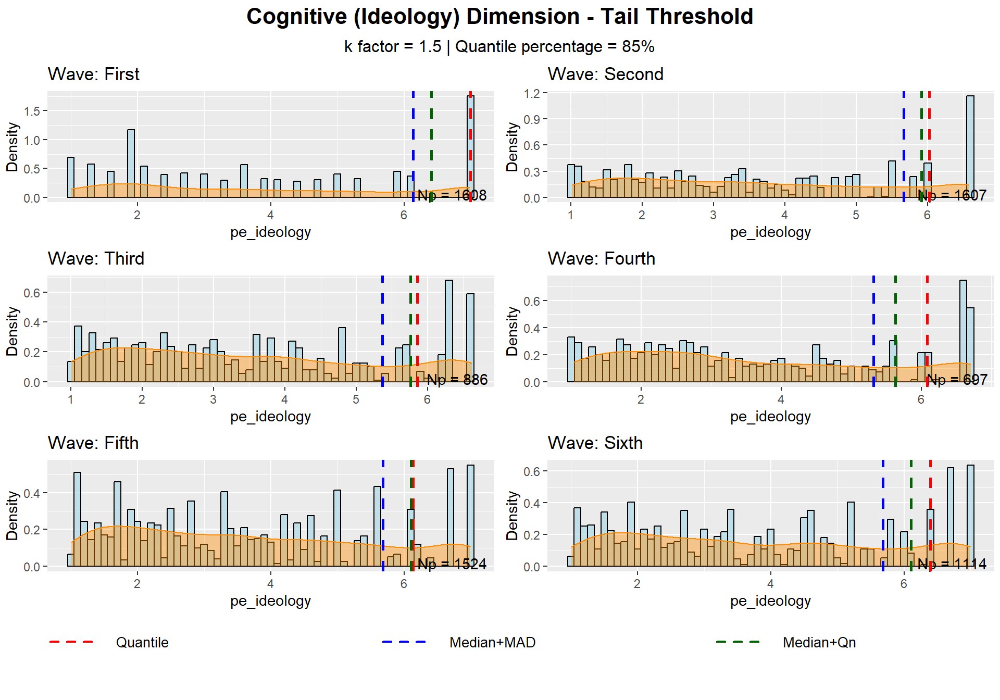 Cognitive (Ideology) Dimension - Tail Threshold
k factor = 1.5 | Quantile percentage = 85%
Wave: First
Density
1.5
1.0
0.5
0.0
Np = 1608
2 4 6
pe_ideology
Wave: Second
Density
1.2
0.9
0.6
0.3
0.0
Np = 1607
1 2 3 4 5 6
pe_ideology
Wave: Third
Density
0.6
0.4
0.2
0.0
Np = 886
1 2 3 4 5 6
pe_ideology
Wave: Fourth
Density
0.6
0.4
0.2
0.0
Np = 697
2 4 6
pe_ideology
Wave: Fifth
Density
0.4
0.2
0.0
Np = 1524
2 4 6
pe_ideology
Wave: Sixth
Density
0.6
0.4
0.2
0.0
Np = 1114
2 4 6
pe_ideology
Quantile Median+MAD Median+Qn